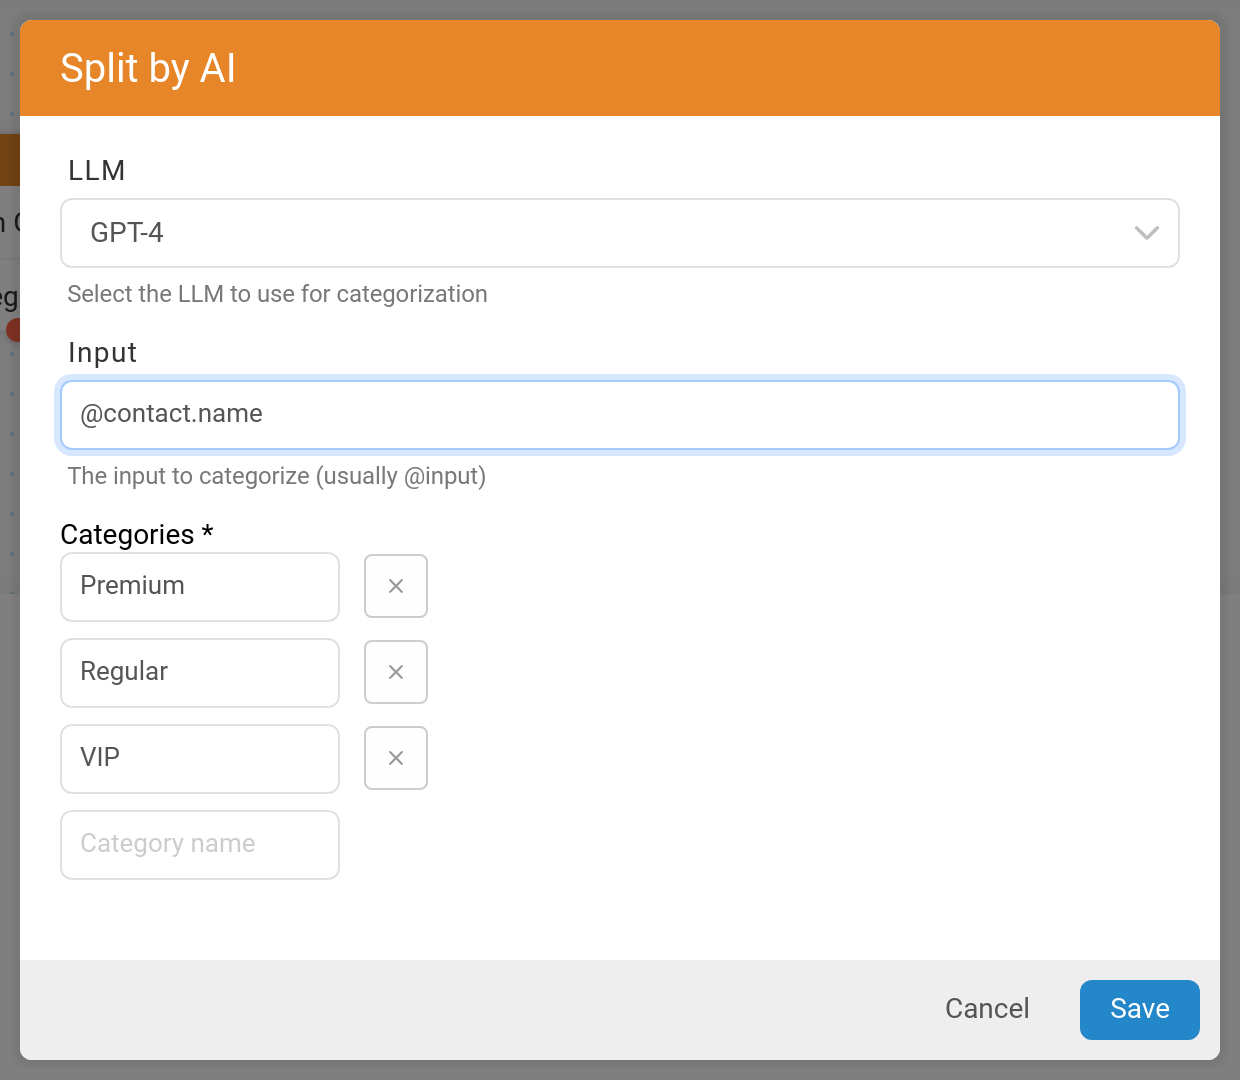 Split by AI
LLM
GPT-4
Select the LLM to use for categorization
Input
@contact.name
The input to categorize (usually @input)
Categories *
Premium
Regular
VIP
Category name
Cancel
Save